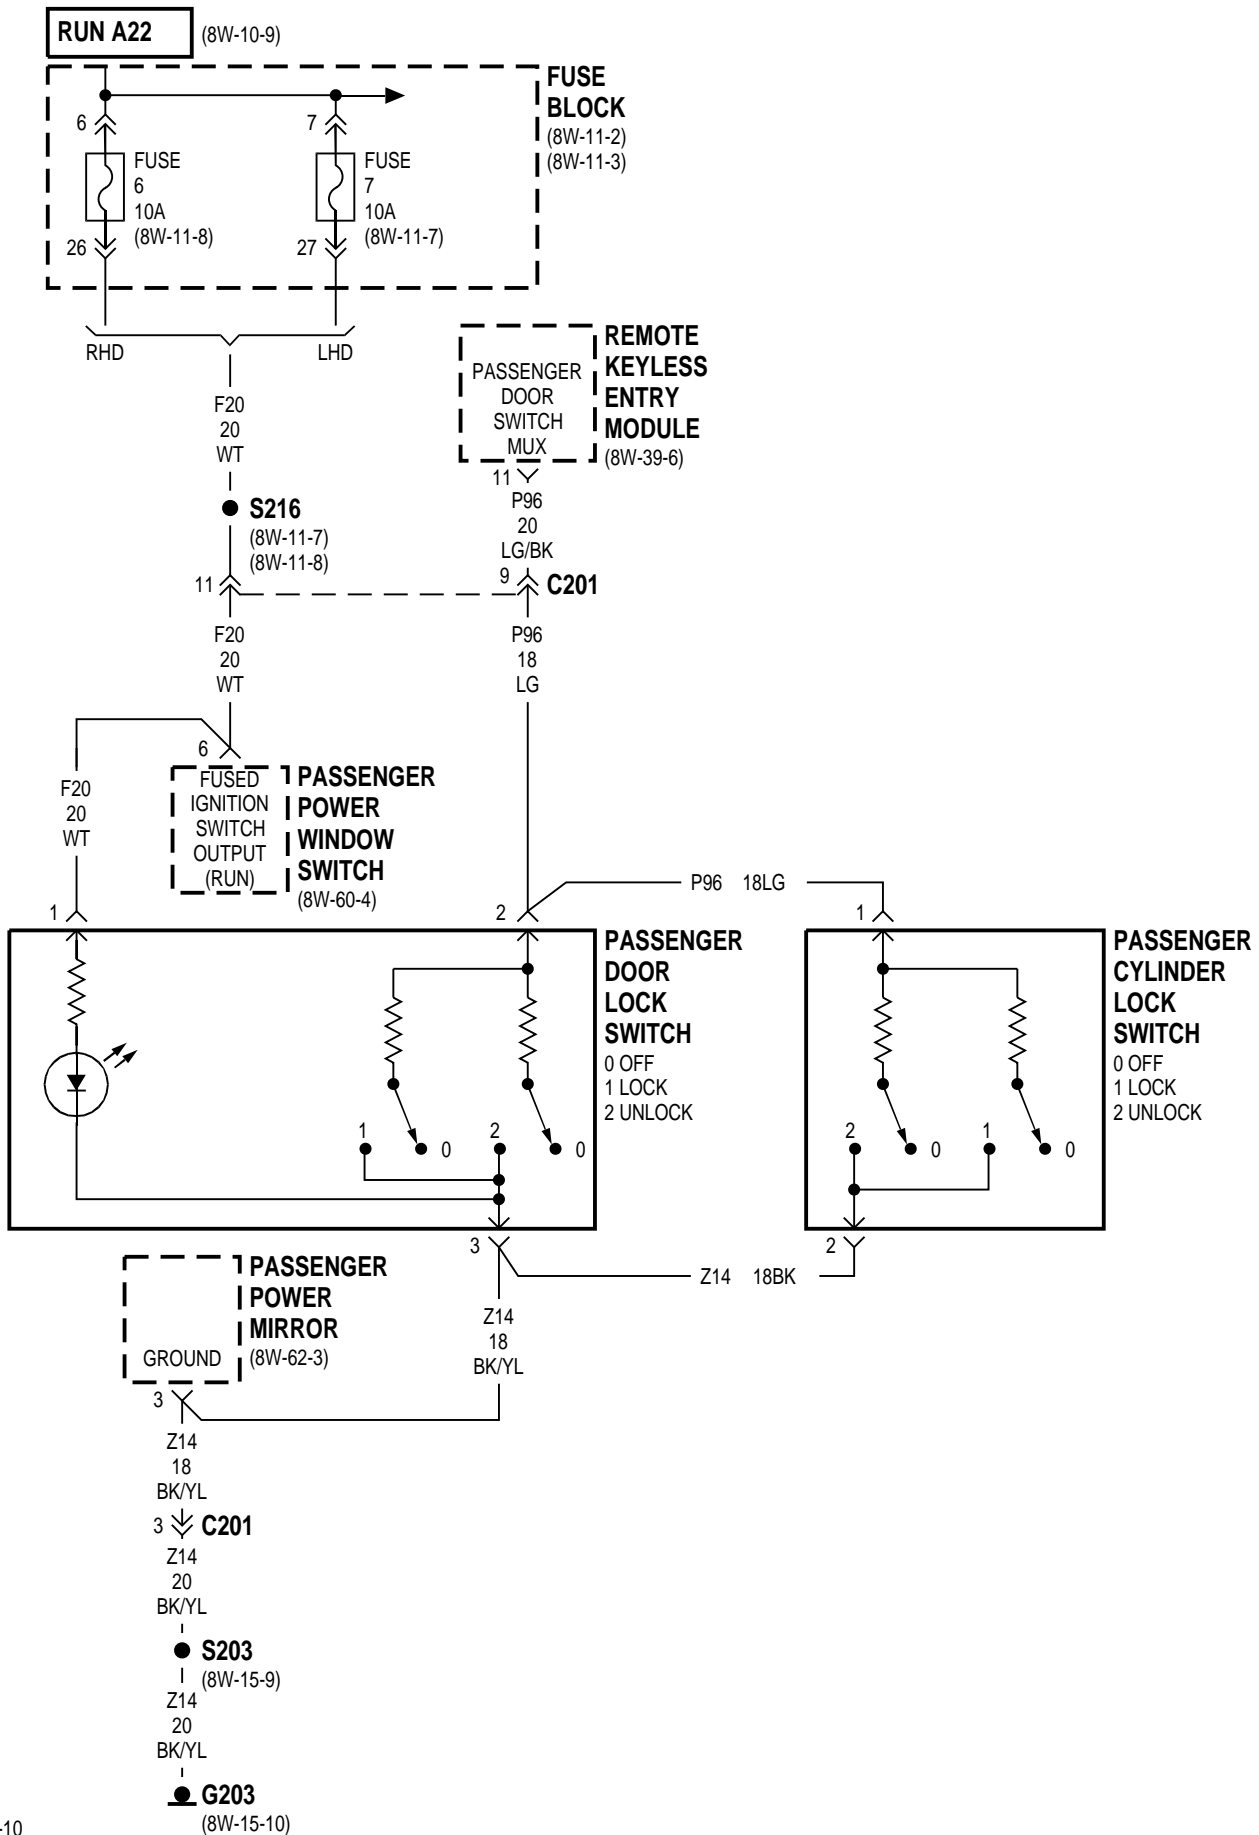 RUN A22
(8W-10-9)
FUSE
BLOCK
(8W-11-2)
(8W-11-3)
6
FUSE
6
10A
(8W-11-8)
26
7
FUSE
7
10A
(8W-11-7)
27
RHD
LHD
F20
20
WT
S216
(8W-11-7)
(8W-11-8)
11
PASSENGER
DOOR
SWITCH
MUX
REMOTE
KEYLESS
ENTRY
MODULE
(8W-39-6)
11
P96
20
LG/BK
9
C201
F20
20
WT
P96
18
LG
6
FUSED
IGNITION
SWITCH
OUTPUT
(RUN)
PASSENGER
POWER
WINDOW
SWITCH
(8W-60-4)
F20
20
WT
P96 18LG
1
2
1
PASSENGER
DOOR
LOCK
SWITCH
0 OFF
1 LOCK
2 UNLOCK
1
0
2
0
PASSENGER
CYLINDER
LOCK
SWITCH
0 OFF
1 LOCK
2 UNLOCK
2
0
1
0
3
2
Z14 18BK
Z14
18
BK/YL
GROUND
PASSENGER
POWER
MIRROR
(8W-62-3)
3
Z14
18
BK/YL
3
C201
Z14
20
BK/YL
S203
(8W-15-9)
Z14
20
BK/YL
G203
(8W-15-10)
-10